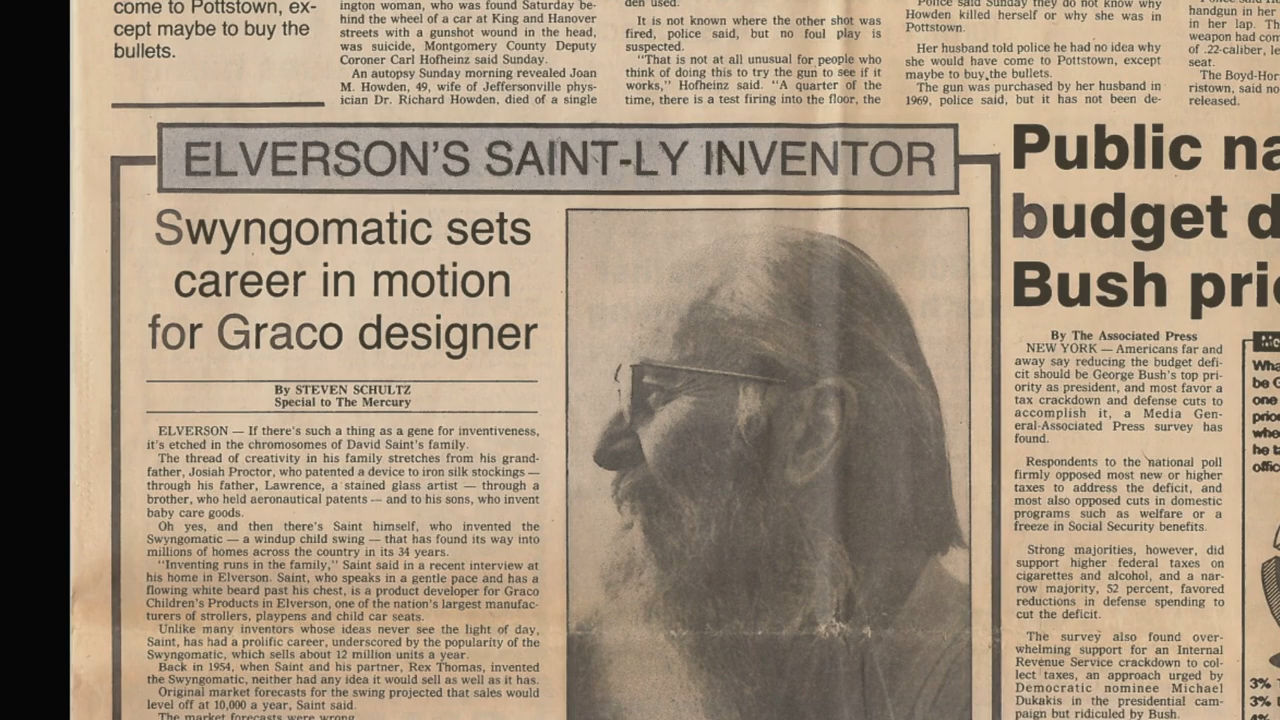 come to Pottstown, ex-
cept maybe to buy the
bullets.
ington woman, who was found Saturday be-
hind the wheel of a car at King and Hanover
streets with a gunshot wound in the head,
was suicide, Montgomery County Deputy
Coroner Carl Hofheinz said Sunday.
An autopsy Sunday morning revealed Joan
M. Howden, 49, wife of Jeffersonville phys-
ician Dr. Richard Howden, died of a single
den used.
It is not known where the other shot was
fired, police said, but no foul play is
suspected.
"That is not at all unusual for people who
think of doing this to try the gun to see if it
works," Hofheinz said. "A quarter of the
time, there is a test firing into the floor, the
Police said Sunday they do not know why
Howden killed herself or why she was in
Pottstown.
Her husband told police he had no idea why
she would have come to Pottstown, except
maybe to buy the bullets.
The gun was purchased by her husband in
1969, police said, but it has not been de-
handgun in her
in her lap. Th
weapon had com
of .22-caliber, le
seat.
The Boyd-Hor
ristown, said no
released.
ELVERSON'S SAINT-LY INVENTOR
Swyngomatic sets
career in motion
for Graco designer
By STEVEN SCHULTZ
Special to The Mercury
ELVERSON — If there's such a thing as a gene for inventiveness,
it's etched in the chromosomes of David Saint's family.
The thread of creativity in his family stretches from his grand-
father, Josiah Proctor, who patented a device to iron silk stockings —
through his father, Lawrence, a stained glass artist — through a
brother, who held aeronautical patents — and to his sons, who invent
baby care goods.
Oh yes, and then there's Saint himself, who invented the
Swyngomatic — a windup child swing — that has found its way into
millions of homes across the country in its 34 years.
"Inventing runs in the family," Saint said in a recent interview at
his home in Elverson. Saint, who speaks in a gentle pace and has a
flowing white beard past his chest, is a product developer for Graco
Children's Products in Elverson, one of the nation's largest manufac-
turers of strollers, playpens and child car seats.
Unlike many inventors whose ideas never see the light of day,
Saint, has had a prolific career, underscored by the popularity of the
Swyngomatic, which sells about 12 million units a year.
Back in 1954, when Saint and his partner, Rex Thomas, invented
the Swyngomatic, neither had any idea it would sell as well as it has.
Original market forecasts for the swing projected that sales would
level off at 10,000 a year, Saint said.
The market forecasts were wrong.
Public na
budget d
Bush prio
By The Associated Press
NEW YORK — Americans far and
away say reducing the budget defi-
cit should be George Bush's top pri-
ority as president, and most favor a
tax crackdown and defense cuts to
accomplish it, a Media Gen-
eral-Associated Press survey has
found.
Respondents to the national poll
firmly opposed most new or higher
taxes to address the deficit, and
most also opposed cuts in domestic
programs such as welfare or a
freeze in Social Security benefits.
Strong majorities, however, did
support higher federal taxes on
cigarettes and alcohol, and a nar-
row majority, 52 percent, favored
reductions in defense spending to
cut the deficit.
The survey also found over-
whelming support for an Internal
Revenue Service crackdown to col-
lect taxes, an approach urged by
Democratic nominee Michael
Dukakis in the presidential cam-
paign but ridiculed by Bush.
Wha
be G
one
prior
whe
he ta
offic
3%
3%